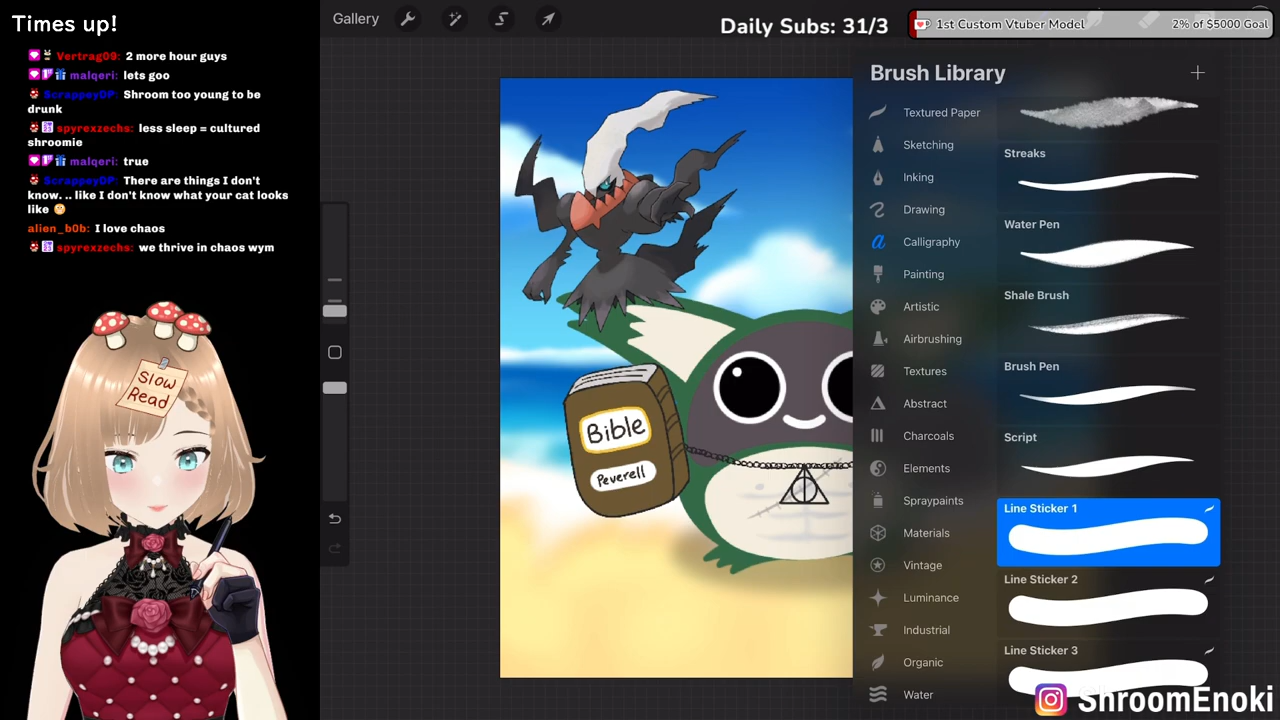 Times up!
Vertrag09: 2 more hour guys
malqeri: lets goo
ScrappeyDP: Shroom too young to be
drunk
spyrexzechs: less sleep = cultured
shroomie
malqeri: true
ScrappeyDP: There are things I don't
know. .. like I don't know what your cat looks
like
alien_b0b: I love chaos
spyrexzechs: we thrive in chaos wym
Slow
Read
Gallery
Daily Subs: 31/3
1st Custom Vtuber Model
2% of $5000 Goal
Bible
Peverell
Brush Library
Textured Paper
Sketching
Inking
Drawing
Calligraphy
Painting
Artistic
Airbrushing
Textures
Abstract
Charcoals
Elements
Spraypaints
Materials
Vintage
Luminance
Industrial
Organic
Water
Streaks
Water Pen
Shale Brush
Brush Pen
Script
Line Sticker 1
Line Sticker 2
Line Sticker 3
ShroomEnoki